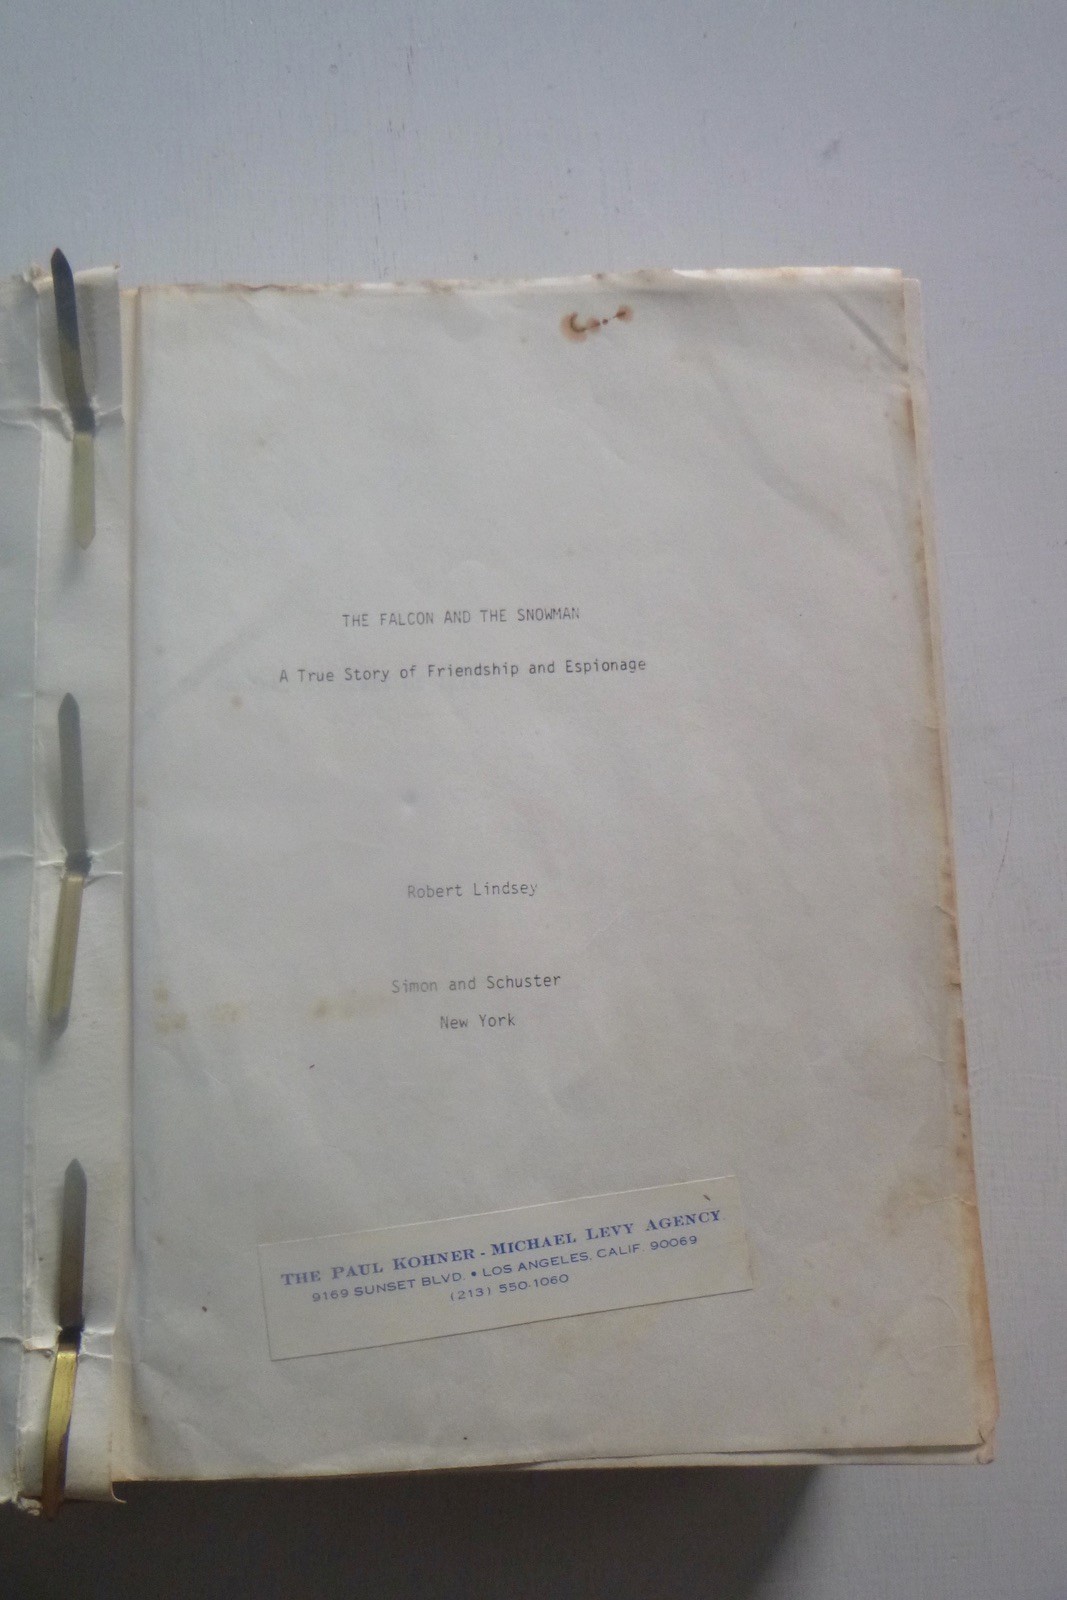 THE FALCON AND THE SNOWMAN
A True Story of Friendship and Espionage
Robert Lindsey
Simon and Schuster
New York
THE PAUL KOHNER - MICHAEL LEVY AGENCY
9169 SUNSET BLVD. • LOS ANGELES, CALIF. 90069
(213) 550-1060